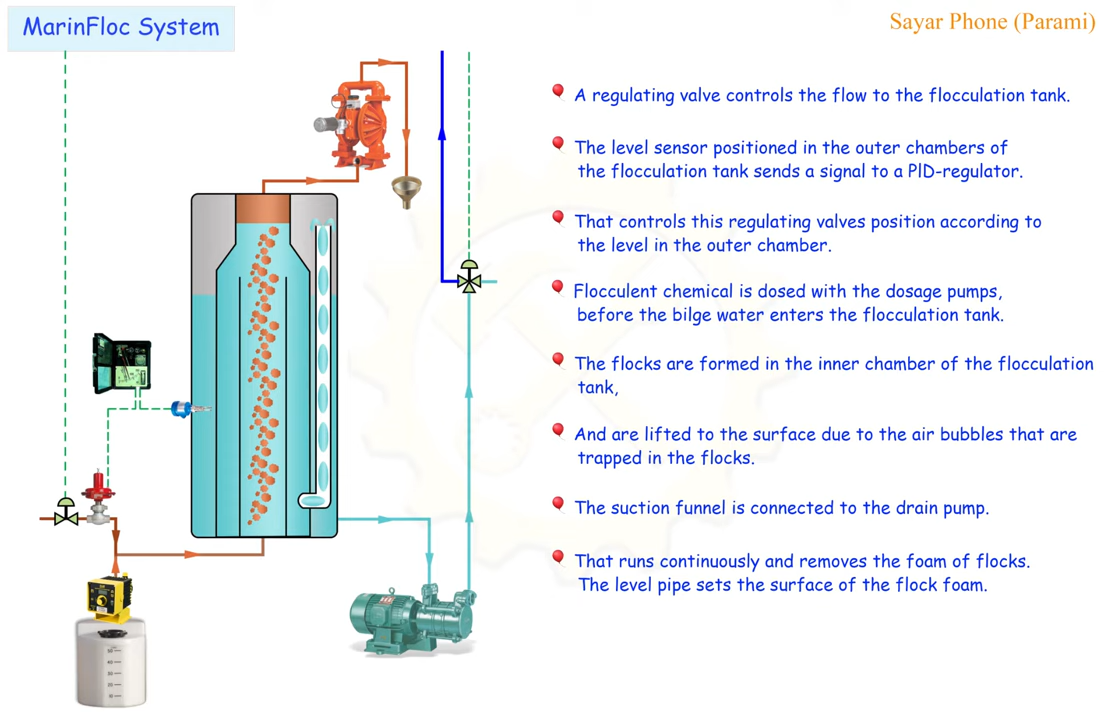 MarinFloc System
Sayar Phone (Parami)
A regulating valve controls the flow to the flocculation tank.
The level sensor positioned in the outer chambers of
the flocculation tank sends a signal to a PID-regulator.
That controls this regulating valves position according to
the level in the outer chamber.
Flocculent chemical is dosed with the dosage pumps,
before the bilge water enters the flocculation tank.
The flocks are formed in the inner chamber of the flocculation
tank,
And are lifted to the surface due to the air bubbles that are
trapped in the flocks.
The suction funnel is connected to the drain pump.
That runs continuously and removes the foam of flocks.
The level pipe sets the surface of the flock foam.